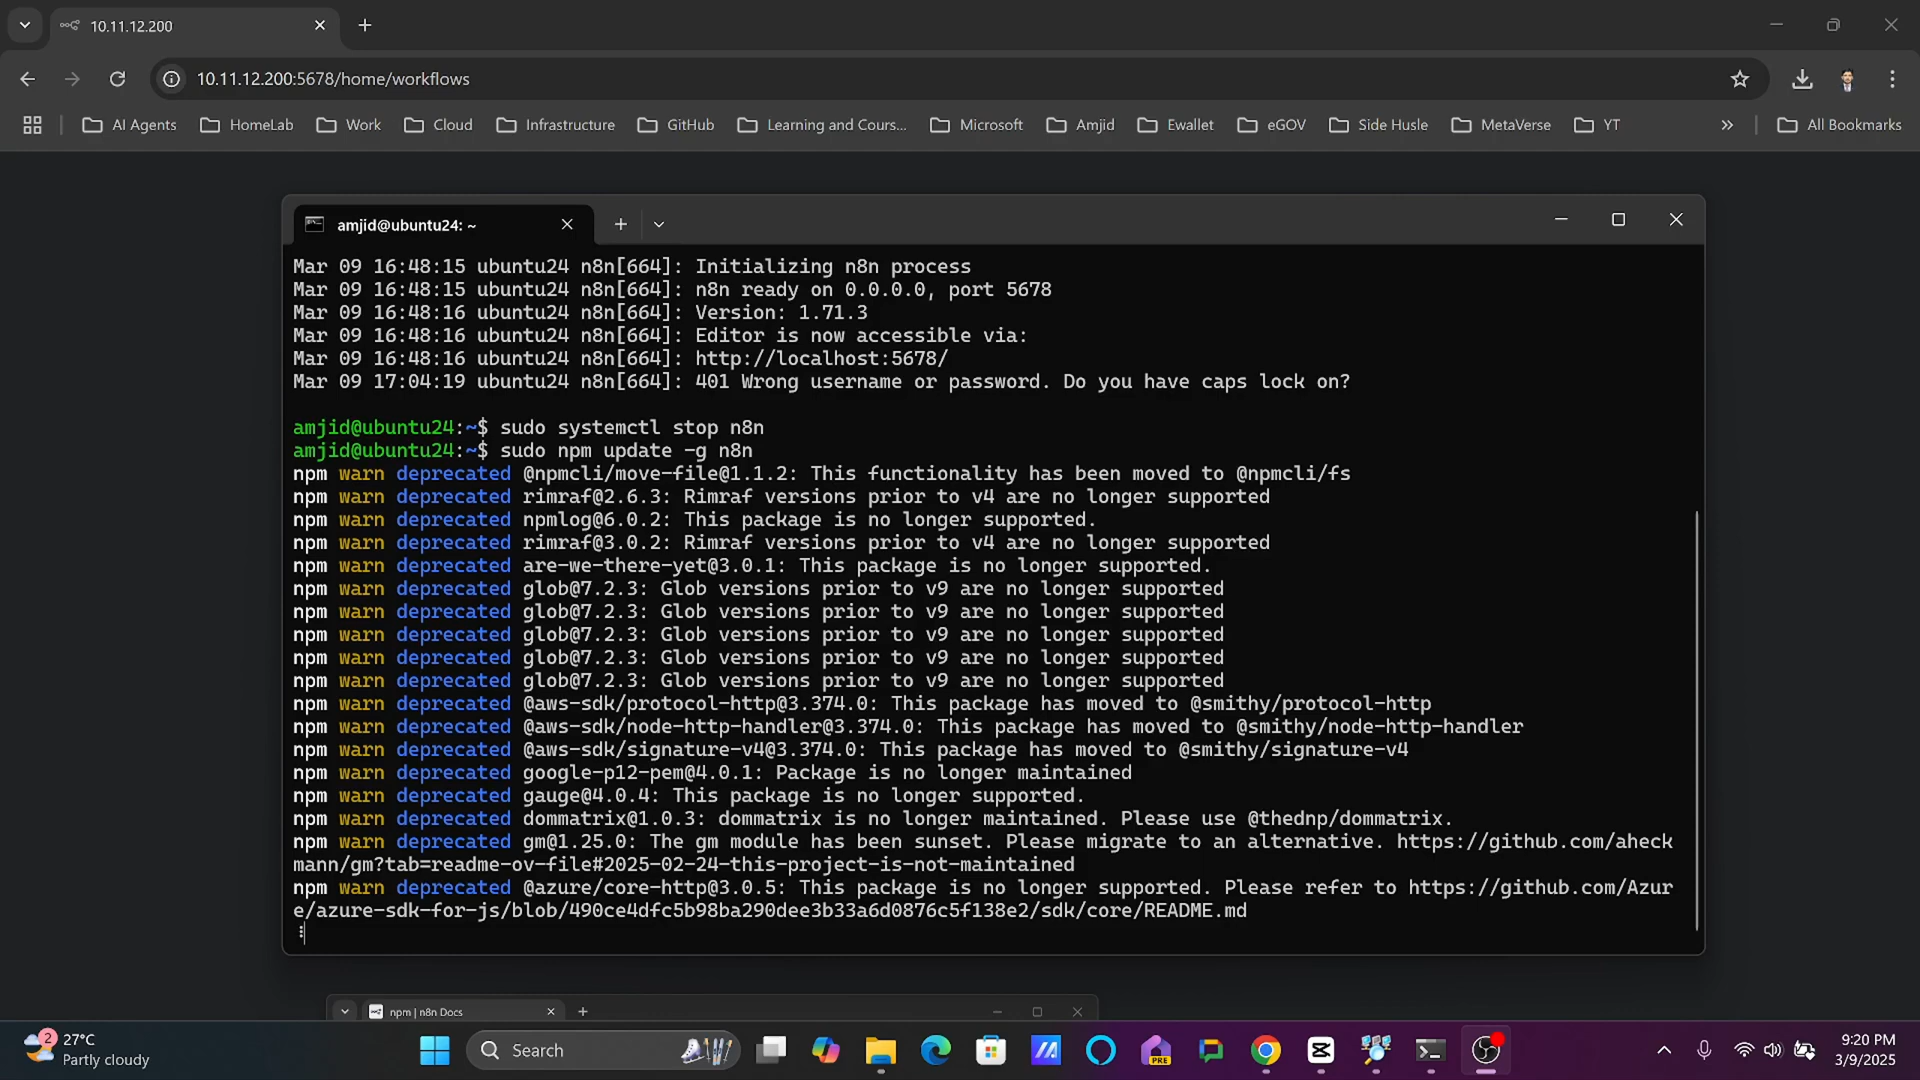 10.11.12.200
10.11.12.200:5678/home/workflows
AI Agents HomeLab Work Cloud Infrastructure GitHub Learning and Cours... Microsoft Amjid Ewallet eGOV Side Husle MetaVerse YT » All Bookmarks
amjid@ubuntu24: ~
Mar 09 16:48:15 ubuntu24 n8n[664]: Initializing n8n process
Mar 09 16:48:15 ubuntu24 n8n[664]: n8n ready on 0.0.0.0, port 5678
Mar 09 16:48:16 ubuntu24 n8n[664]: Version: 1.71.3
Mar 09 16:48:16 ubuntu24 n8n[664]: Editor is now accessible via:
Mar 09 16:48:16 ubuntu24 n8n[664]: http://localhost:5678/
Mar 09 17:04:19 ubuntu24 n8n[664]: 401 Wrong username or password. Do you have caps lock on?
amjid@ubuntu24:~$ sudo systemctl stop n8n
amjid@ubuntu24:~$ sudo npm update -g n8n
npm warn deprecated @npmcli/move-file@1.1.2: This functionality has been moved to @npmcli/fs
npm warn deprecated rimraf@2.6.3: Rimraf versions prior to v4 are no longer supported
npm warn deprecated npmlog@6.0.2: This package is no longer supported.
npm warn deprecated rimraf@3.0.2: Rimraf versions prior to v4 are no longer supported
npm warn deprecated are-we-there-yet@3.0.1: This package is no longer supported.
npm warn deprecated glob@7.2.3: Glob versions prior to v9 are no longer supported
npm warn deprecated glob@7.2.3: Glob versions prior to v9 are no longer supported
npm warn deprecated glob@7.2.3: Glob versions prior to v9 are no longer supported
npm warn deprecated glob@7.2.3: Glob versions prior to v9 are no longer supported
npm warn deprecated glob@7.2.3: Glob versions prior to v9 are no longer supported
npm warn deprecated @aws-sdk/protocol-http@3.374.0: This package has moved to @smithy/protocol-http
npm warn deprecated @aws-sdk/node-http-handler@3.374.0: This package has moved to @smithy/node-http-handler
npm warn deprecated @aws-sdk/signature-v4@3.374.0: This package has moved to @smithy/signature-v4
npm warn deprecated google-p12-pem@4.0.1: Package is no longer maintained
npm warn deprecated gauge@4.0.4: This package is no longer supported.
npm warn deprecated dommatrix@1.0.3: dommatrix is no longer maintained. Please use @thednp/dommatrix.
npm warn deprecated gm@1.25.0: The gm module has been sunset. Please migrate to an alternative. https://github.com/aheck
mann/gm?tab=readme-ov-file#2025-02-24-this-project-is-not-maintained
npm warn deprecated @azure/core-http@3.0.5: This package is no longer supported. Please refer to https://github.com/Azur
e/azure-sdk-for-js/blob/490ce4dfc5b98ba290dee3b33a6d0876c5f138e2/sdk/core/README.md
npm | n8n Docs
2
27°C
Partly cloudy
Search
PRE
9:20 PM
3/9/2025